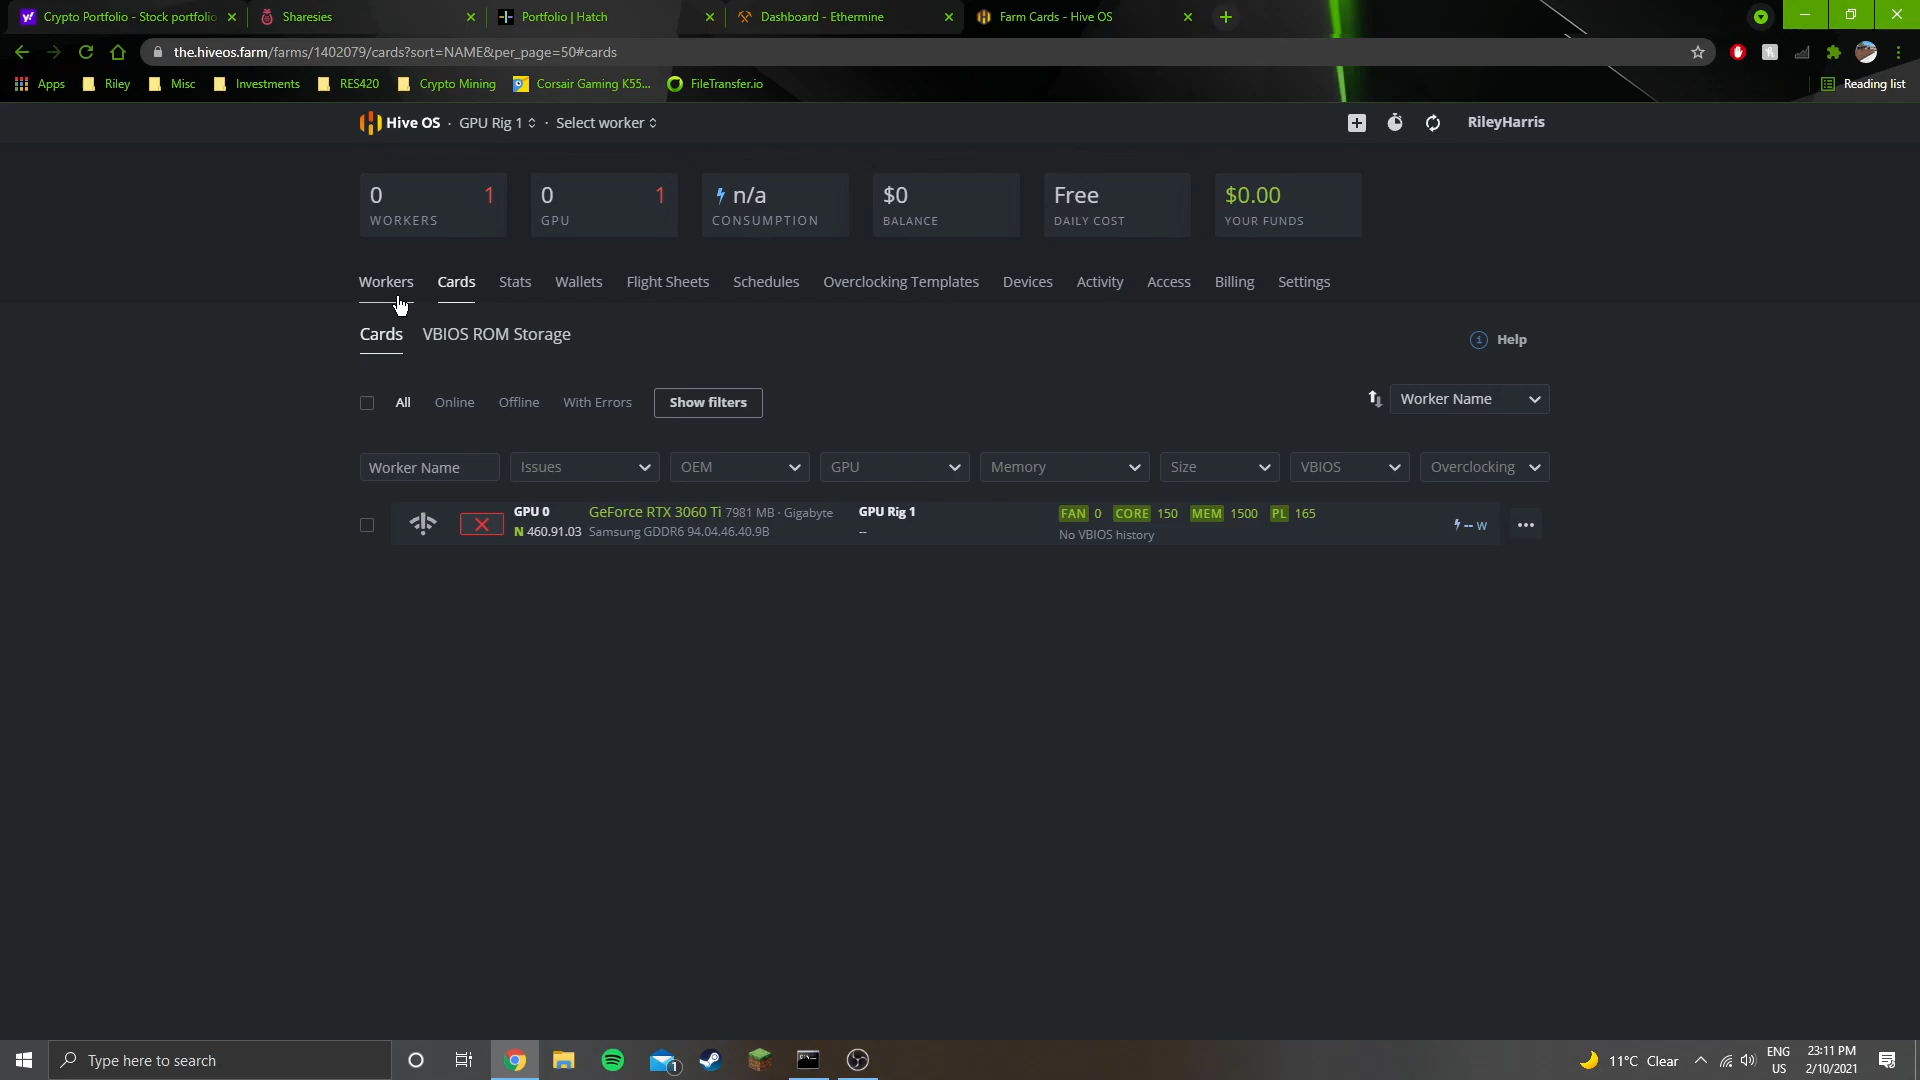 Crypto Portfolio - Stock portfolio
Sharesies
Portfolio | Hatch
Dashboard - Ethermine
Farm Cards - Hive OS
the.hiveos.farm/farms/1402079/cards?sort=NAME&per_page=50#cards
Apps
Riley
Misc
Investments
RES420
Crypto Mining
Corsair Gaming K55...
FileTransfer.io
Reading list
Hive OS · GPU Rig 1 · Select worker
RileyHarris
0 1
WORKERS
0 1
GPU
n/a
CONSUMPTION
$0
BALANCE
Free
DAILY COST
$0.00
YOUR FUNDS
Workers Cards Stats Wallets Flight Sheets Schedules Overclocking Templates Devices Activity Access Billing Settings
Cards VBIOS ROM Storage
Help
All Online Offline With Errors Show filters
Worker Name
Worker Name Issues OEM GPU Memory Size VBIOS Overclocking
GPU 0 GeForce RTX 3060 Ti 7981 MB · Gigabyte GPU Rig 1 FAN 0 CORE 150 MEM 1500 PL 165
N 460.91.03 Samsung GDDR6 94.04.46.40.9B -- No VBIOS history
-- W
Type here to search
1
11°C Clear
ENG
US
23:11 PM
2/10/2021